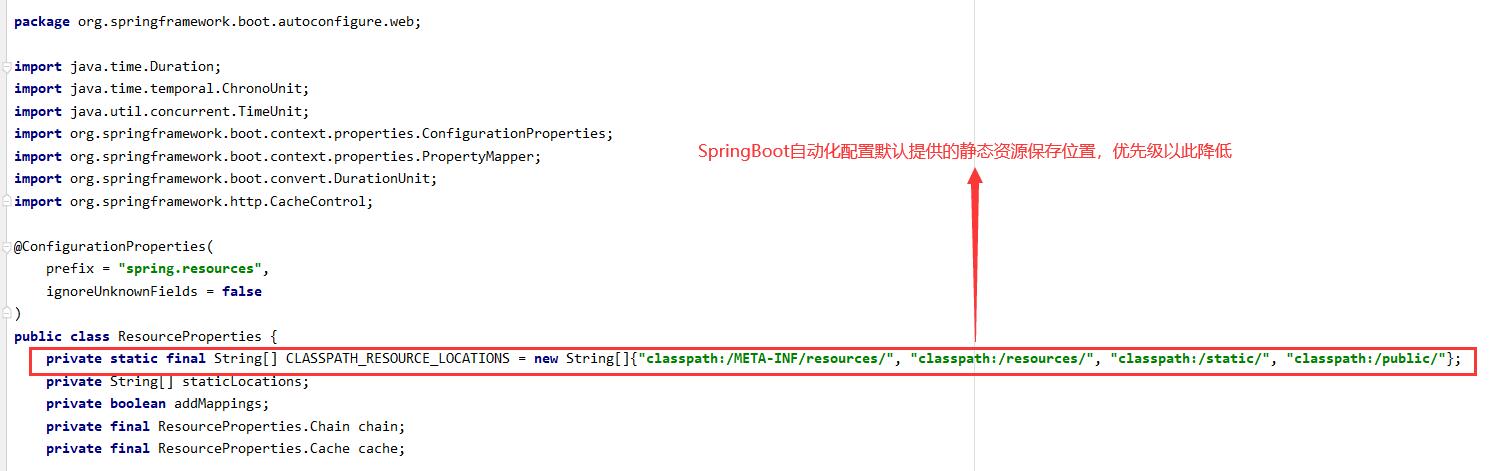 package org.springframework.boot.autoconfigure.web;
import java.time.Duration;
import java.time.temporal.ChronoUnit;
import java.util.concurrent.TimeUnit;
import org.springframework.boot.context.properties.ConfigurationProperties;
import org.springframework.boot.context.properties.PropertyMapper;
SpringBoot自动化配置默认提供的静态资源保存位置，优先级以此降低
import org.springframework.boot.convert.DurationUnit;
import org.springframework.http.CacheControl;
@ConfigurationProperties(
    prefix = "spring.resources",
    ignoreUnknownFields = false
)
public class ResourceProperties {
    private static final String[] CLASSPATH_RESOURCE_LOCATIONS = new String[]{"classpath:/META-INF/resources/", "classpath:/resources/", "classpath:/static/", "classpath:/public/"};
    private String[] staticLocations;
    private boolean addMappings;
    private final ResourceProperties.Chain chain;
    private final ResourceProperties.Cache cache;